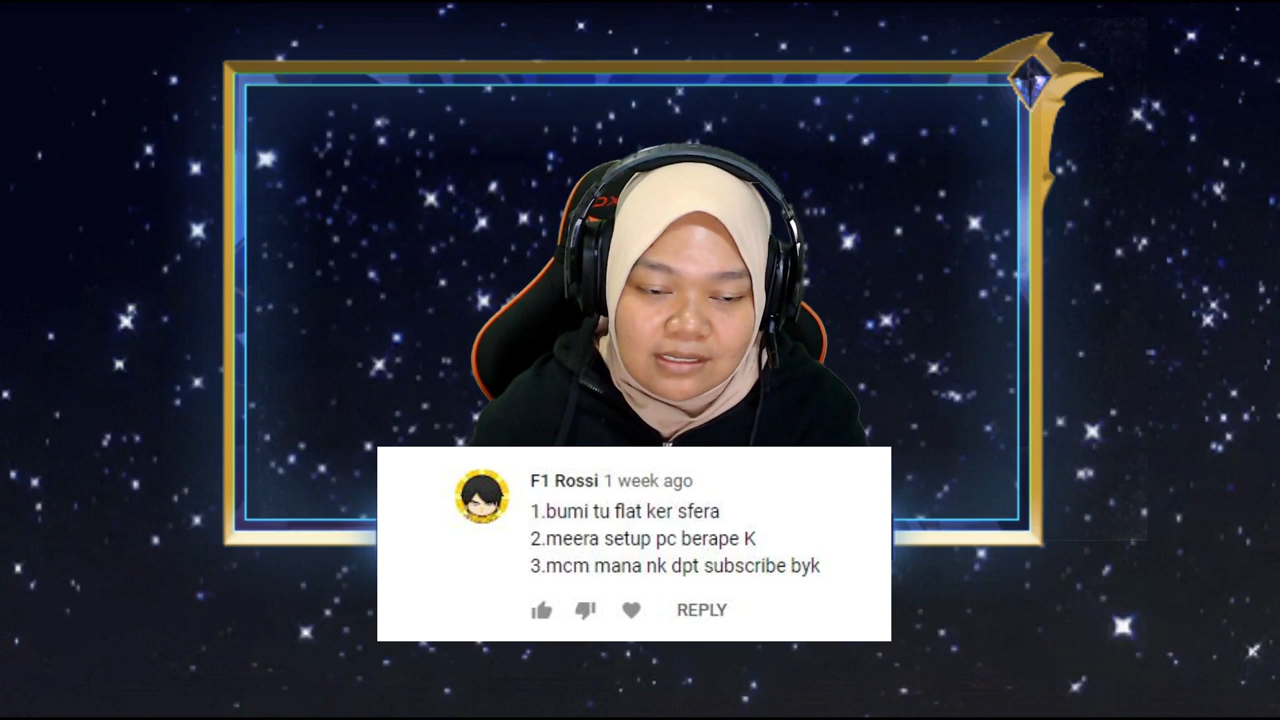 F1 Rossi 1 week ago
1.bumi tu flat ker sfera
2.meera setup pc berape K
3.mcm mana nk dpt subscribe byk
REPLY